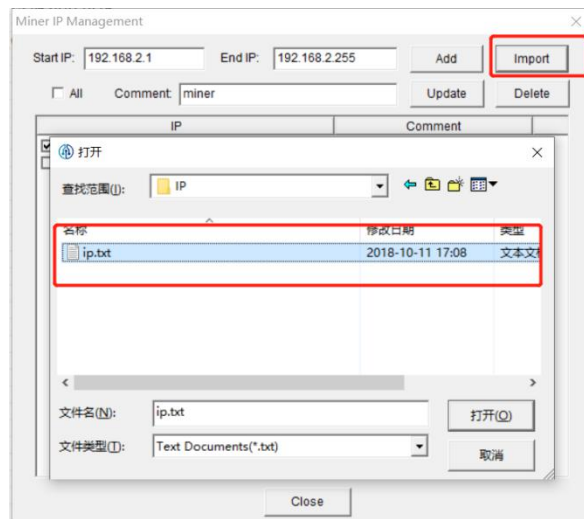 Miner IP Management
Start IP: 192.168.2.1 End IP: 192.168.2.255 Add Import
All Comment: miner Update Delete
IP Comment
打开
查找范围(I): IP
名称 修改日期 类型
ip.txt 2018-10-11 17:08 文本文
文件名(N): ip.txt 打开(O)
文件类型(T): Text Documents(*.txt) 取消
Close